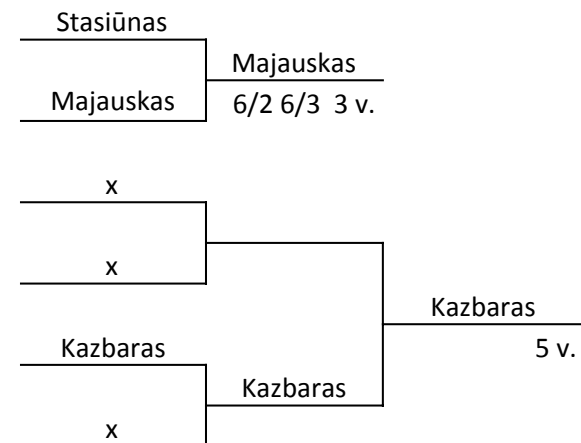 Stasiūnas
Majauskas
Majauskas
6/2 6/3 3 v.
x
x
Kazbaras
5 v.
Kazbaras
Kazbaras
x